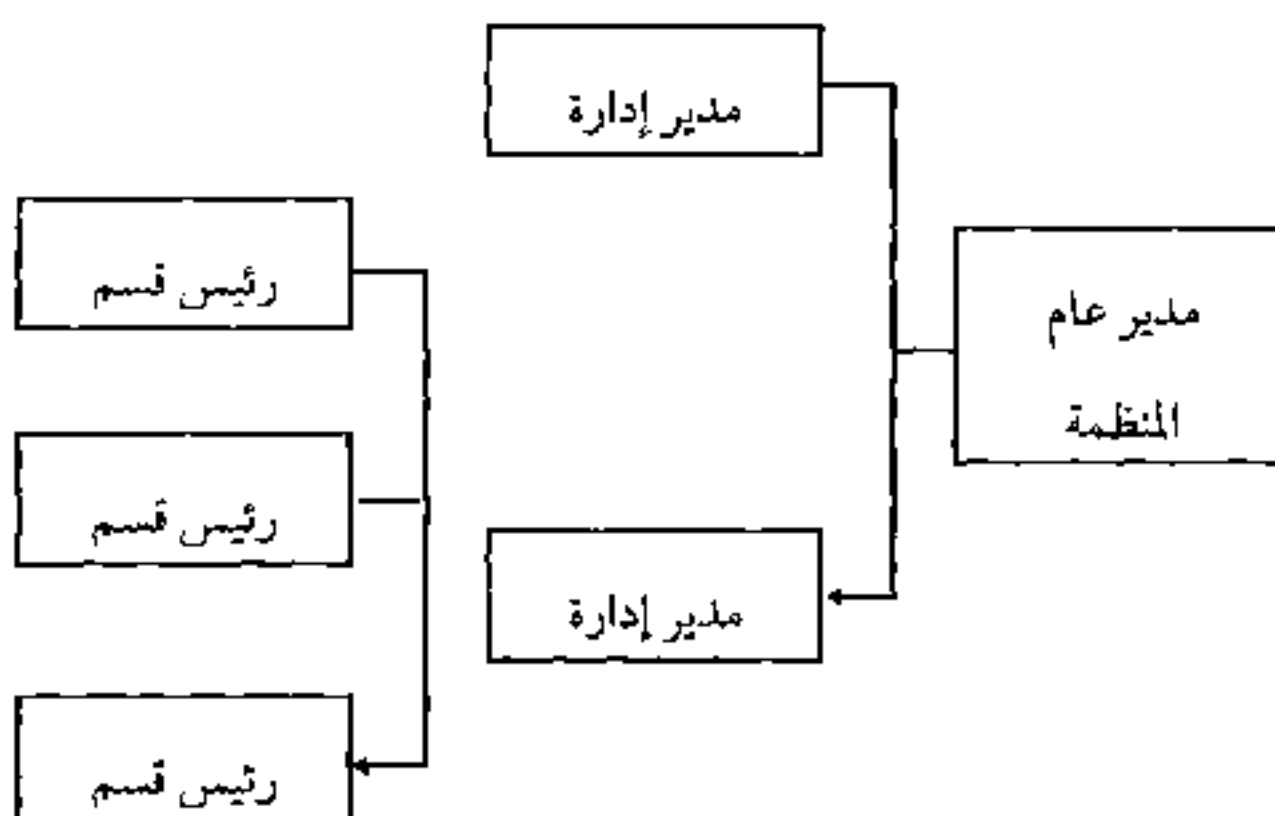 مدير عام
المنظمة
مدير إدارة
مدير إدارة
رئيس قسم
رئيس قسم
رئيس قسم